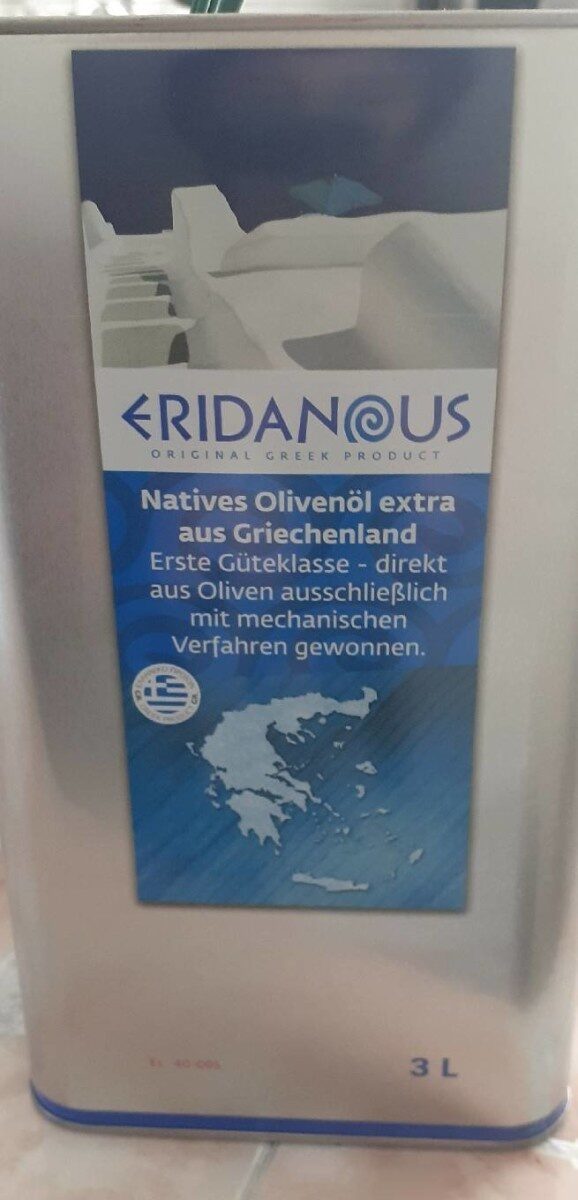 ERIDANOUS
ORIGINAL GREEK PRODUCT
Natives Olivenöl extra
aus Griechenland
Erste Güteklasse - direkt
aus Oliven ausschließlich
mit mechanischen
Verfahren gewonnen.
3 L